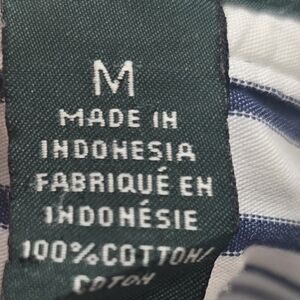 M
MADE IN
INDONESIA
FABRIQUÉ EN
INDONÉSIE
100%COTTON/
COTON